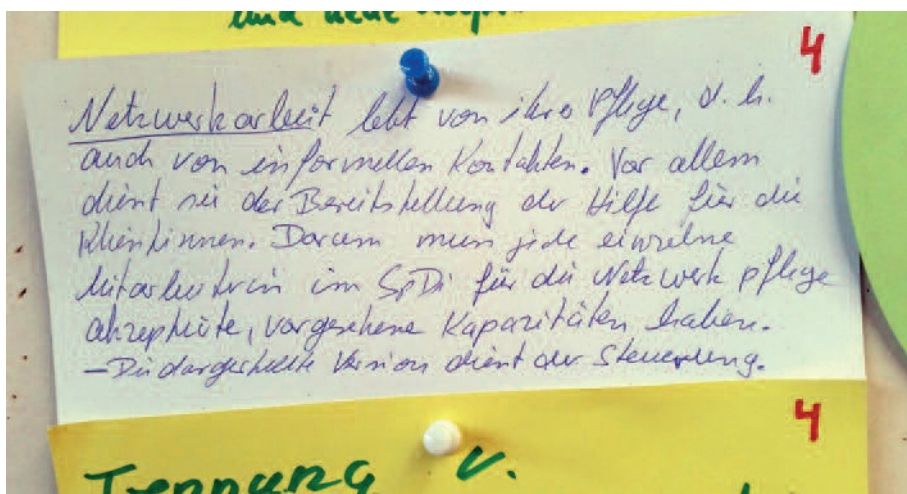 und neue
4
Netzwerkarbeit lebt von ihre Pflege, d. h.
auch von informellen Kontakten. Vor allem
dient sie der Bereitstellung der Hilfe für die
Klientinnen. Darum muss jede einzelne
Mitarbeiterin im SpDi für die Netzwerkpflege
akzeptierte, vorgesehene Kapazitäten haben.
– Die dargestellte Version dient der Steuerung.
4
Trennung v.